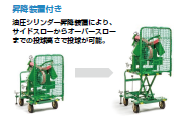 昇降装置付き
油圧シリンダー昇降装置により、
サイドスローからオーバースロー
までの投球高さで投球が可能。